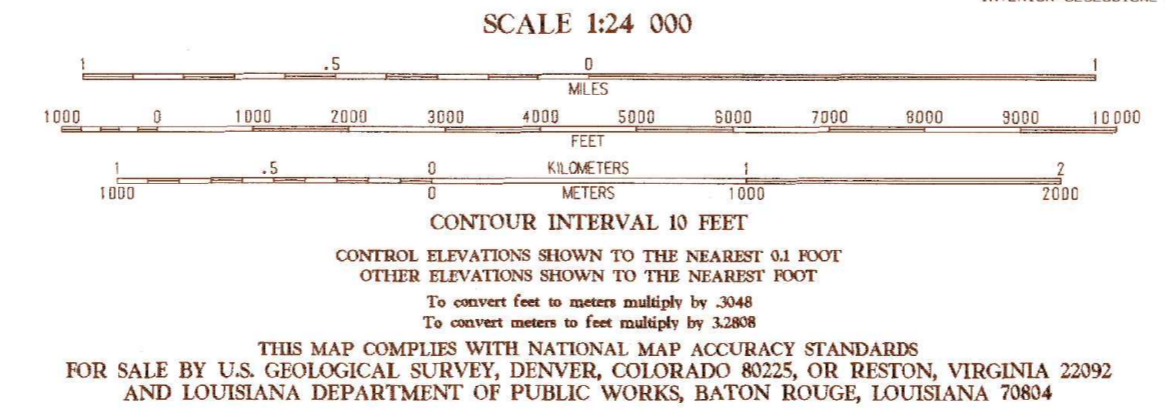 SCALE 1:24 000
1 .5 0 1
MILES
1000 0 1000 2000 3000 4000 5000 6000 7000 8000 9000 10000
FEET
1 .5 0 KILOMETERS 1 2
1000 0 METERS 1000 2000
CONTOUR INTERVAL 10 FEET
CONTROL ELEVATIONS SHOWN TO THE NEAREST 0.1 FOOT
OTHER ELEVATIONS SHOWN TO THE NEAREST FOOT
To convert feet to meters multiply by .3048
To convert meters to feet multiply by 3.2808
THIS MAP COMPLIES WITH NATIONAL MAP ACCURACY STANDARDS
FOR SALE BY U.S. GEOLOGICAL SURVEY, DENVER, COLORADO 80225, OR RESTON, VIRGINIA 22092
AND LOUISIANA DEPARTMENT OF PUBLIC WORKS, BATON ROUGE, LOUISIANA 70804